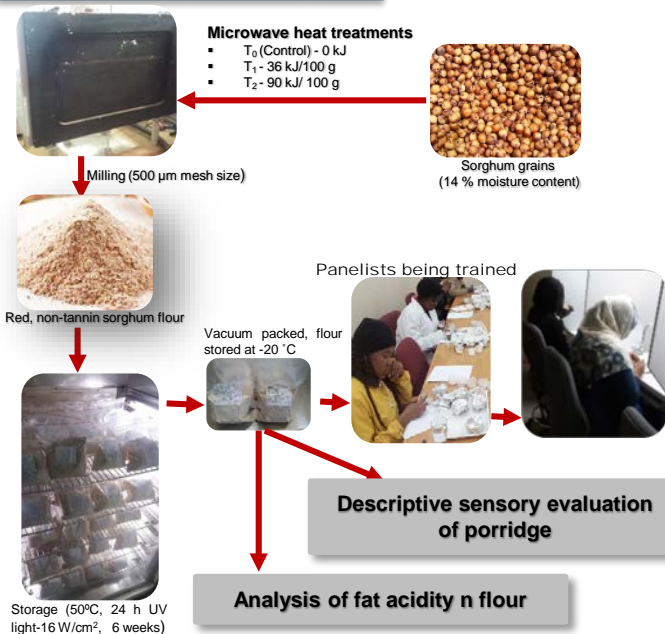 Microwave heat treatments
▪ T₀ (Control) - 0 kJ
▪ T₁ - 36 kJ/100 g
▪ T₂ - 90 kJ/ 100 g
Sorghum grains
(14 % moisture content)
Milling (500 µm mesh size)
Red, non-tannin sorghum flour
Vacuum packed, flour
stored at -20 ˚C
Panelists being trained
Storage (50ºC, 24 h UV
light-16 W/cm², 6 weeks)
Descriptive sensory evaluation
of porridge
Analysis of fat acidity n flour